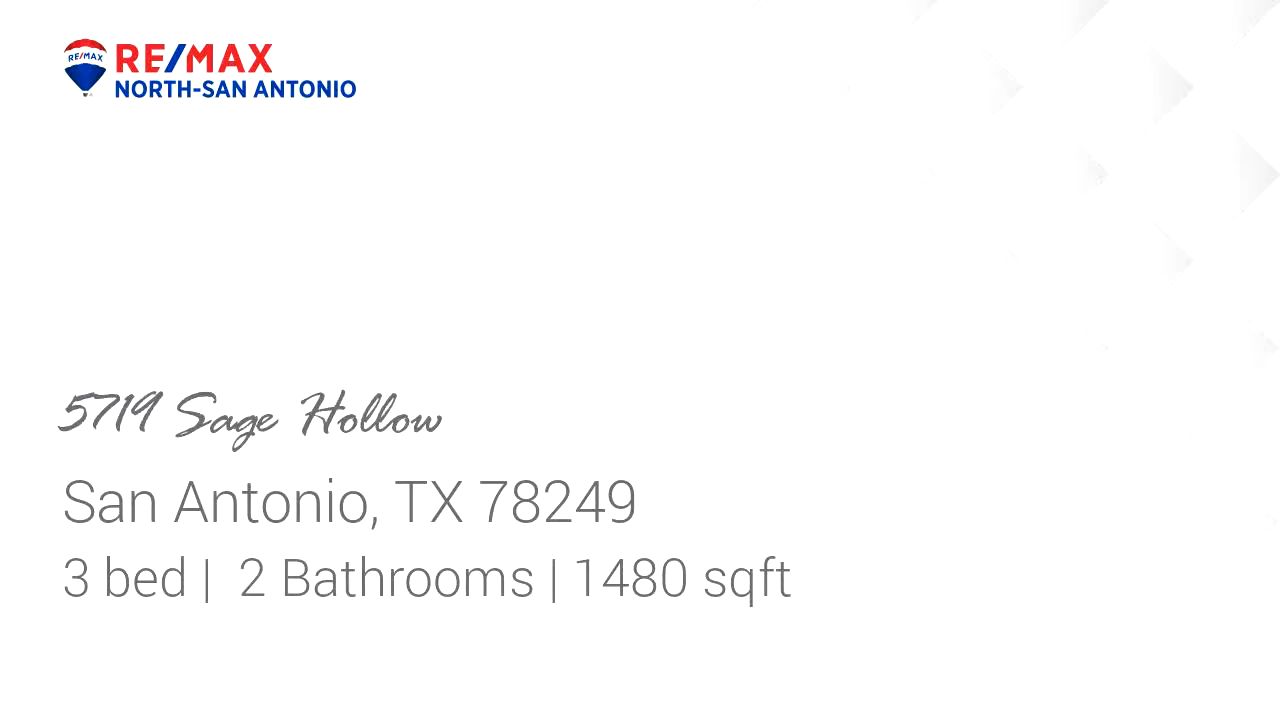 RE/MAX
RE/MAX
NORTH-SAN ANTONIO
5719 Sage Hollow
San Antonio, TX 78249
3 bed | 2 Bathrooms | 1480 sqft